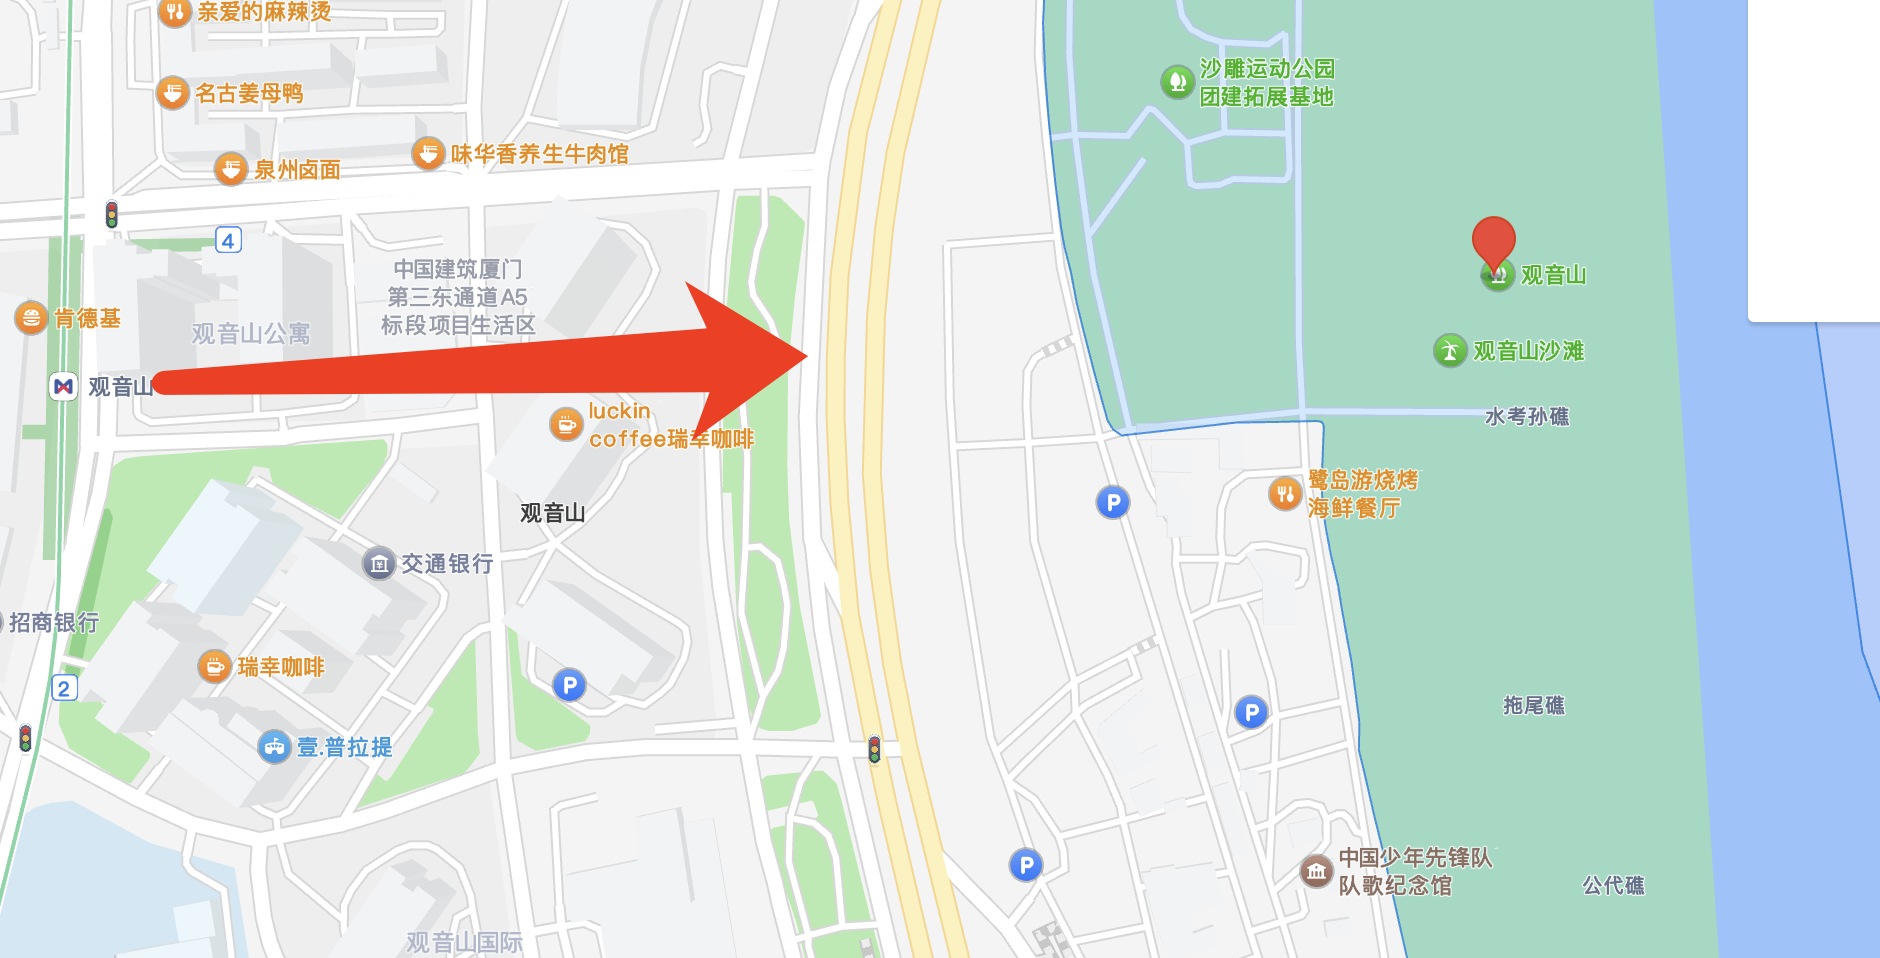 亲爱的麻辣烫
沙雕运动公园
团建拓展基地
名古姜母鸭
味华香养生牛肉馆
泉州卤面
4
中国建筑厦门
第三东通道A5
标段项目生活区
观音山
肯德基
观音山公寓
观音山沙滩
观音山
luckin
coffee瑞幸咖啡
水考孙礁
鹭岛游烧烤
海鲜餐厅
P
观音山
交通银行
招商银行
瑞幸咖啡
2
P
P
拖尾礁
壹.普拉提
P
中国少年先锋队
队歌纪念馆
公代礁
观音山国际